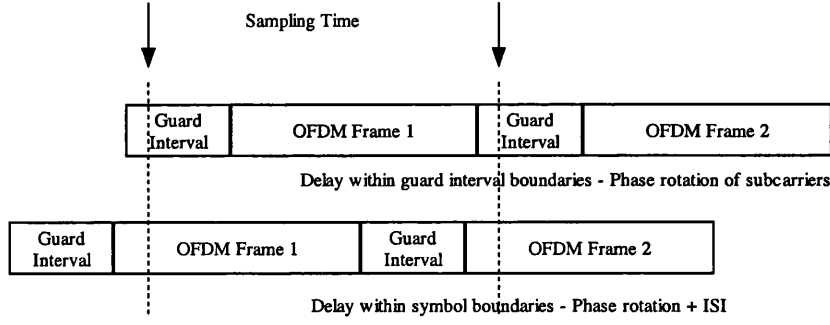 Sampling Time
Guard
Interval
OFDM Frame 1
Guard
Interval
OFDM Frame 2
Delay within guard interval boundaries - Phase rotation of subcarriers
Guard
Interval
OFDM Frame 1
Guard
Interval
OFDM Frame 2
Delay within symbol boundaries - Phase rotation + ISI